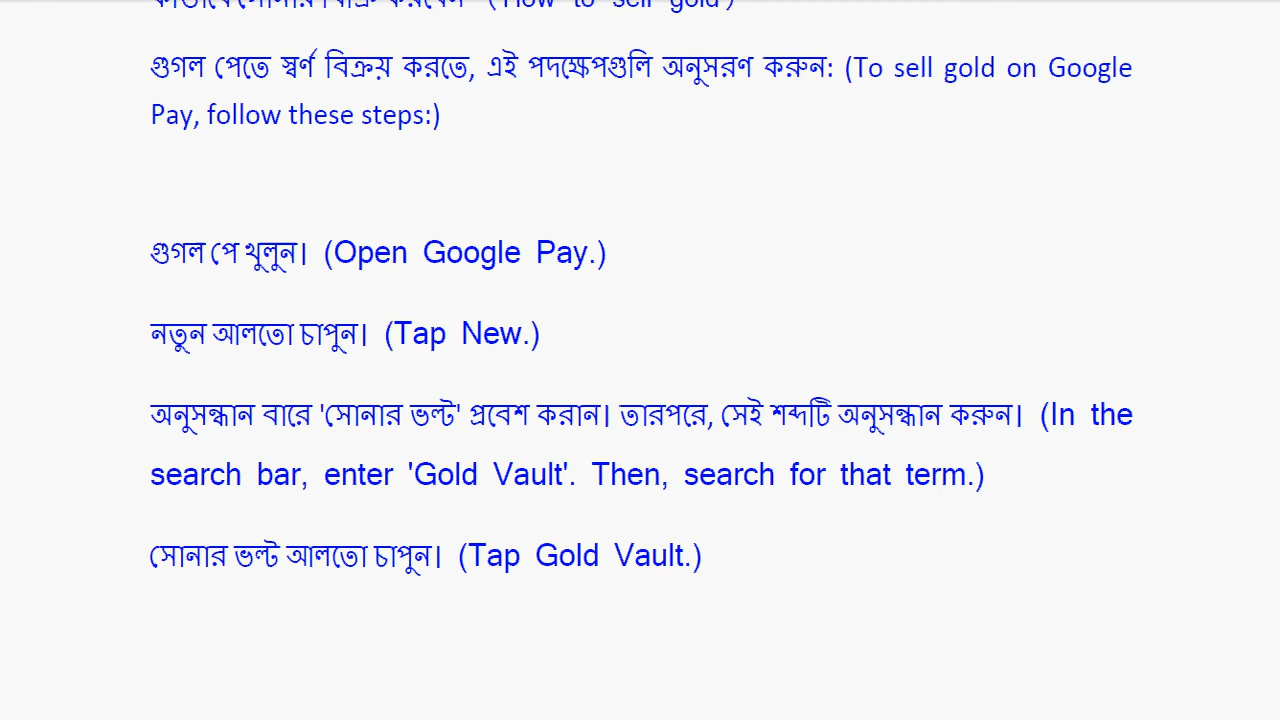 গুগল পেতে স্বর্ণ বিক্রয় করতে, এই পদক্ষেপগুলি অনুসরণ করুন: (To sell gold on Google
Pay, follow these steps:)
গুগল পে খুলুন। (Open Google Pay.)
নতুন আলতো চাপুন। (Tap New.)
অনুসন্ধান বারে 'সোনার ভল্ট' প্রবেশ করান। তারপরে, সেই শব্দটি অনুসন্ধান করুন। (In the
search bar, enter 'Gold Vault'. Then, search for that term.)
সোনার ভল্ট আলতো চাপুন। (Tap Gold Vault.)